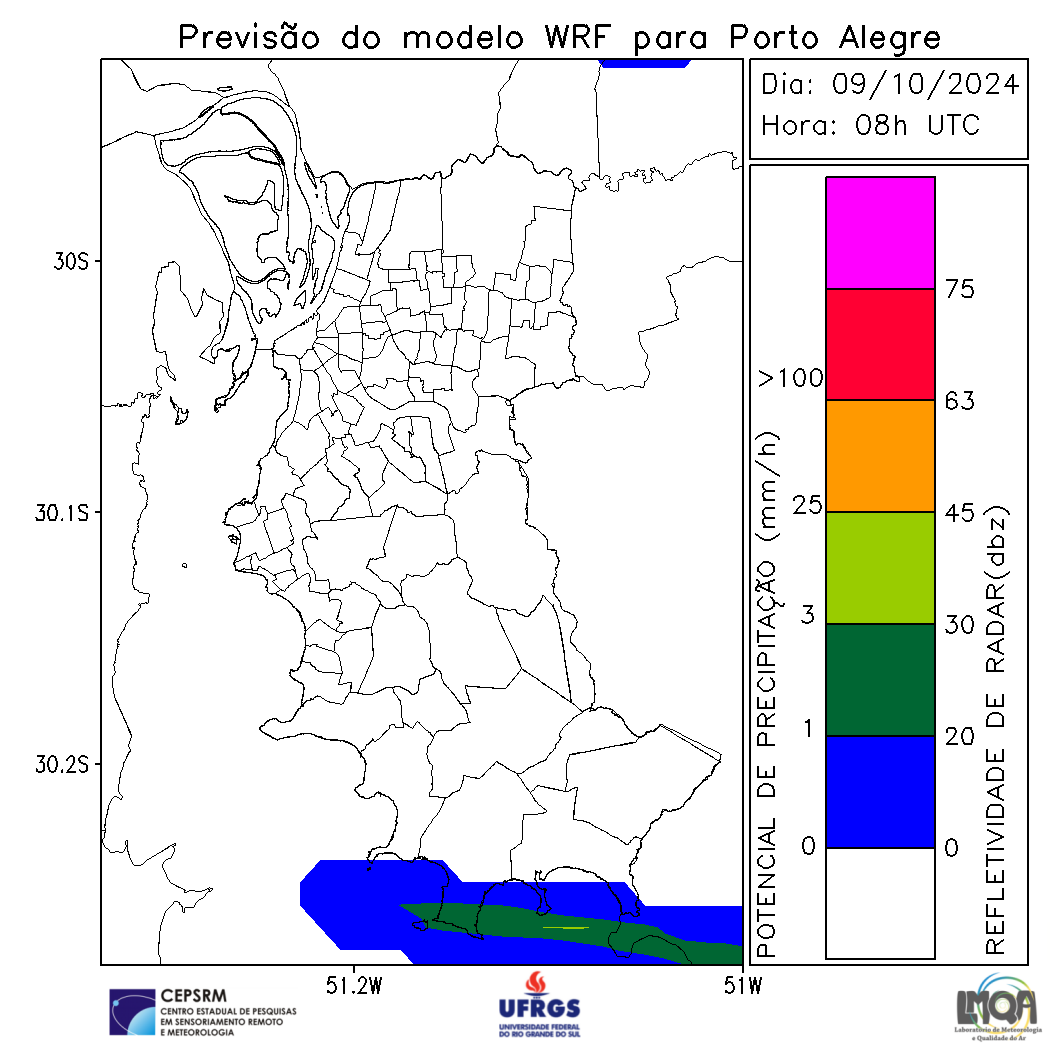 Previsão do modelo WRF para Porto Alegre
Dia: 09/10/2024
Hora: 08h UTC
30S
30.1S
30.2S
51.2W
51W
POTENCIAL DE PRECIPITAÇÃO (mm/h)
>100
25
3
1
0
75
63
45
30
20
0
REFLETIVIDADE DE RADAR(dbz)
CEPSRM
CENTRO ESTADUAL DE PESQUISAS
EM SENSORIAMENTO REMOTO
E METEOROLOGIA
UFRGS
UNIVERSIDADE FEDERAL
DO RIO GRANDE DO SUL
LMQA
Laboratório de Meteorologia
e Qualidade do Ar